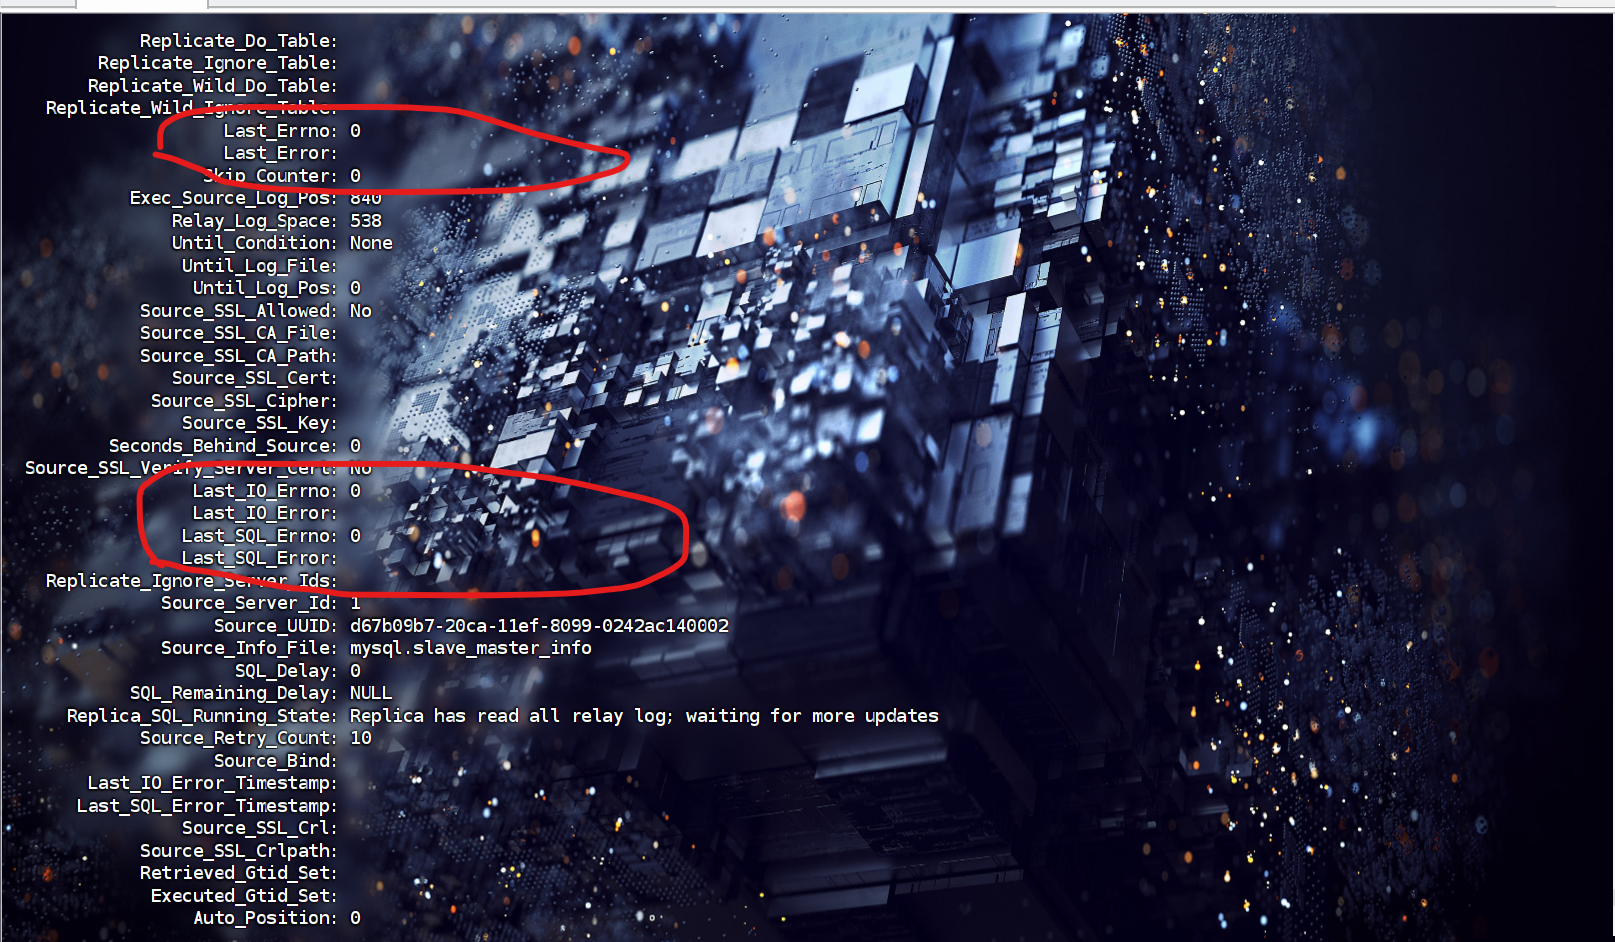 Replicate_Do_Table:
Replicate_Ignore_Table:
Replicate_Wild_Do_Table:
Replicate_Wild_Ignore_Table:
Last_Errno: 0
Last_Error:
Skip_Counter: 0
Exec_Source_Log_Pos: 840
Relay_Log_Space: 538
Until_Condition: None
Until_Log_File:
Until_Log_Pos: 0
Source_SSL_Allowed: No
Source_SSL_CA_File:
Source_SSL_CA_Path:
Source_SSL_Cert:
Source_SSL_Cipher:
Source_SSL_Key:
Seconds_Behind_Source: 0
Source_SSL_Verify_Server_Cert: No
Last_IO_Errno: 0
Last_IO_Error:
Last_SQL_Errno: 0
Last_SQL_Error:
Replicate_Ignore_Server_Ids:
Source_Server_Id: 1
Source_UUID: d67b09b7-20ca-11ef-8099-0242ac140002
Source_Info_File: mysql.slave_master_info
SQL_Delay: 0
SQL_Remaining_Delay: NULL
Replica_SQL_Running_State: Replica has read all relay log; waiting for more updates
Source_Retry_Count: 10
Source_Bind:
Last_IO_Error_Timestamp:
Last_SQL_Error_Timestamp:
Source_SSL_Crl:
Source_SSL_Crlpath:
Retrieved_Gtid_Set:
Executed_Gtid_Set:
Auto_Position: 0